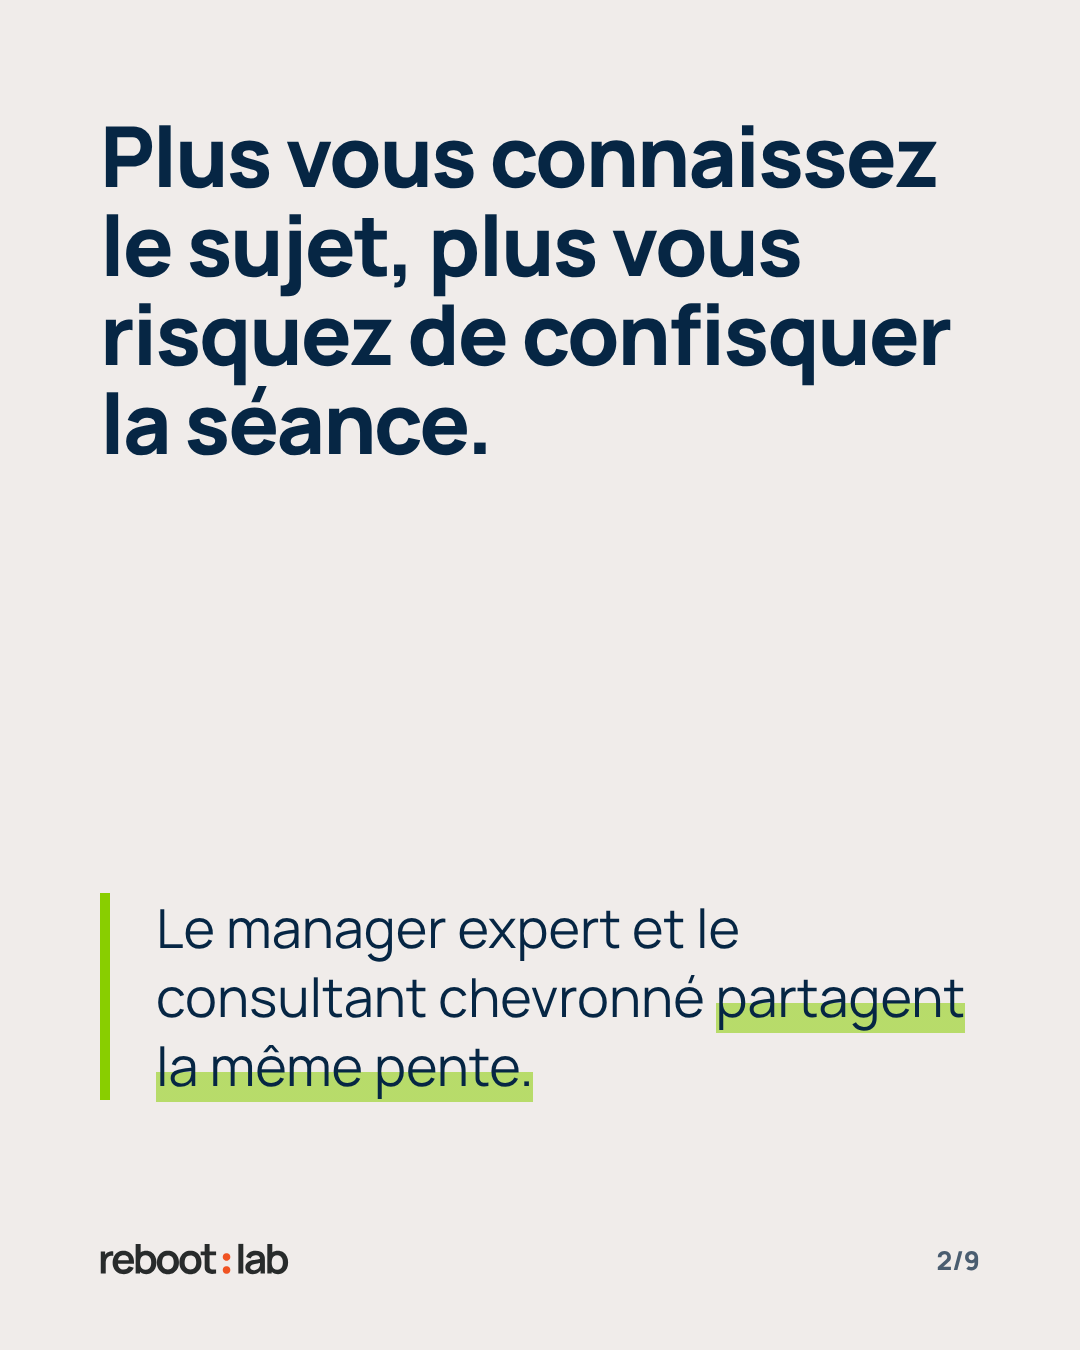 Plus vous connaissez
le sujet, plus vous
risquez de confisquer
la séance.
Le manager expert et le
consultant chevronné partagent
la même pente.
reboot:lab
2/9